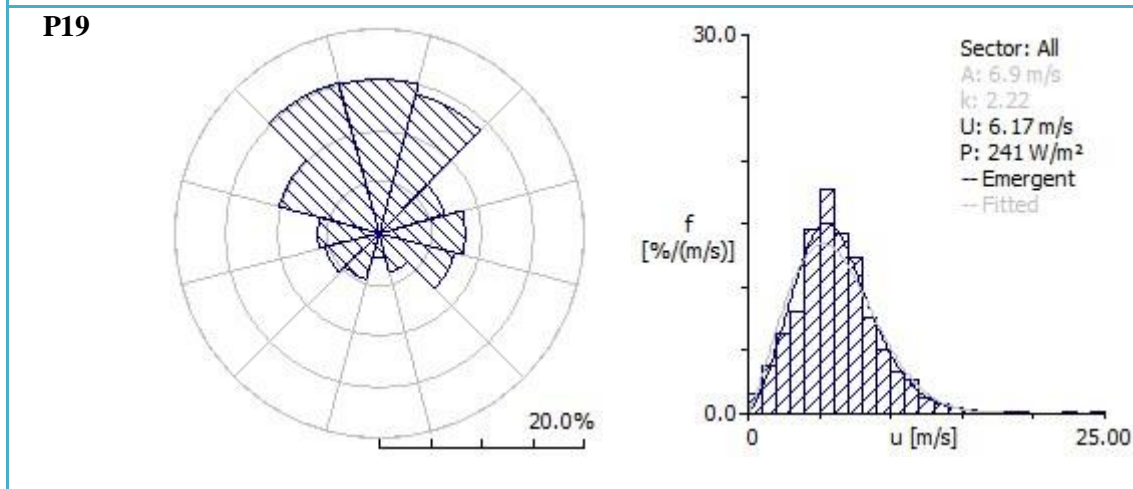 P19
20.0%
30.0
f
[%/(m/s)]
0.0
0
u [m/s]
25.00
Sector: All
A: 6.9 m/s
k: 2.22
U: 6.17 m/s
P: 241 W/m²
-- Emergent
-- Fitted